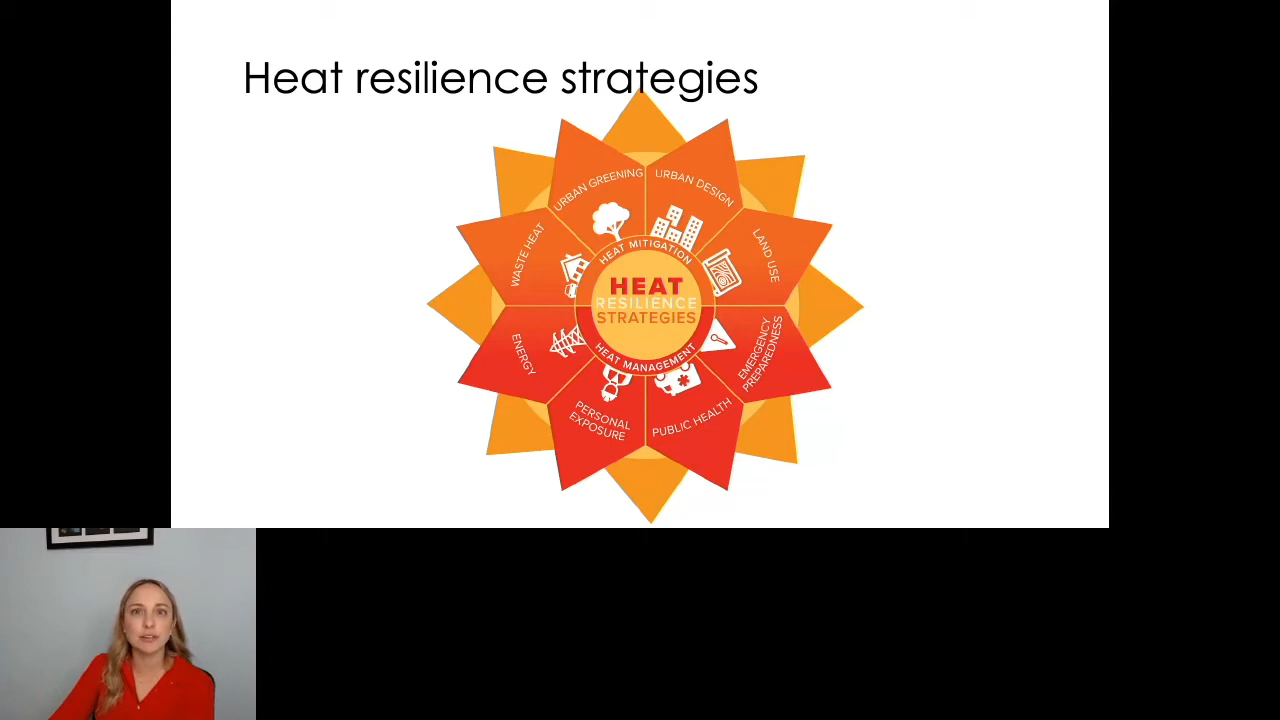 Heat resilience strategies
URBAN GREENING
URBAN DESIGN
WASTE HEAT
LAND USE
HEAT MITIGATION
HEAT
RESILIENCE
STRATEGIES
HEAT MANAGEMENT
ENERGY
EMERGENCY
PREPAREDNESS
PERSONAL
EXPOSURE
PUBLIC HEALTH